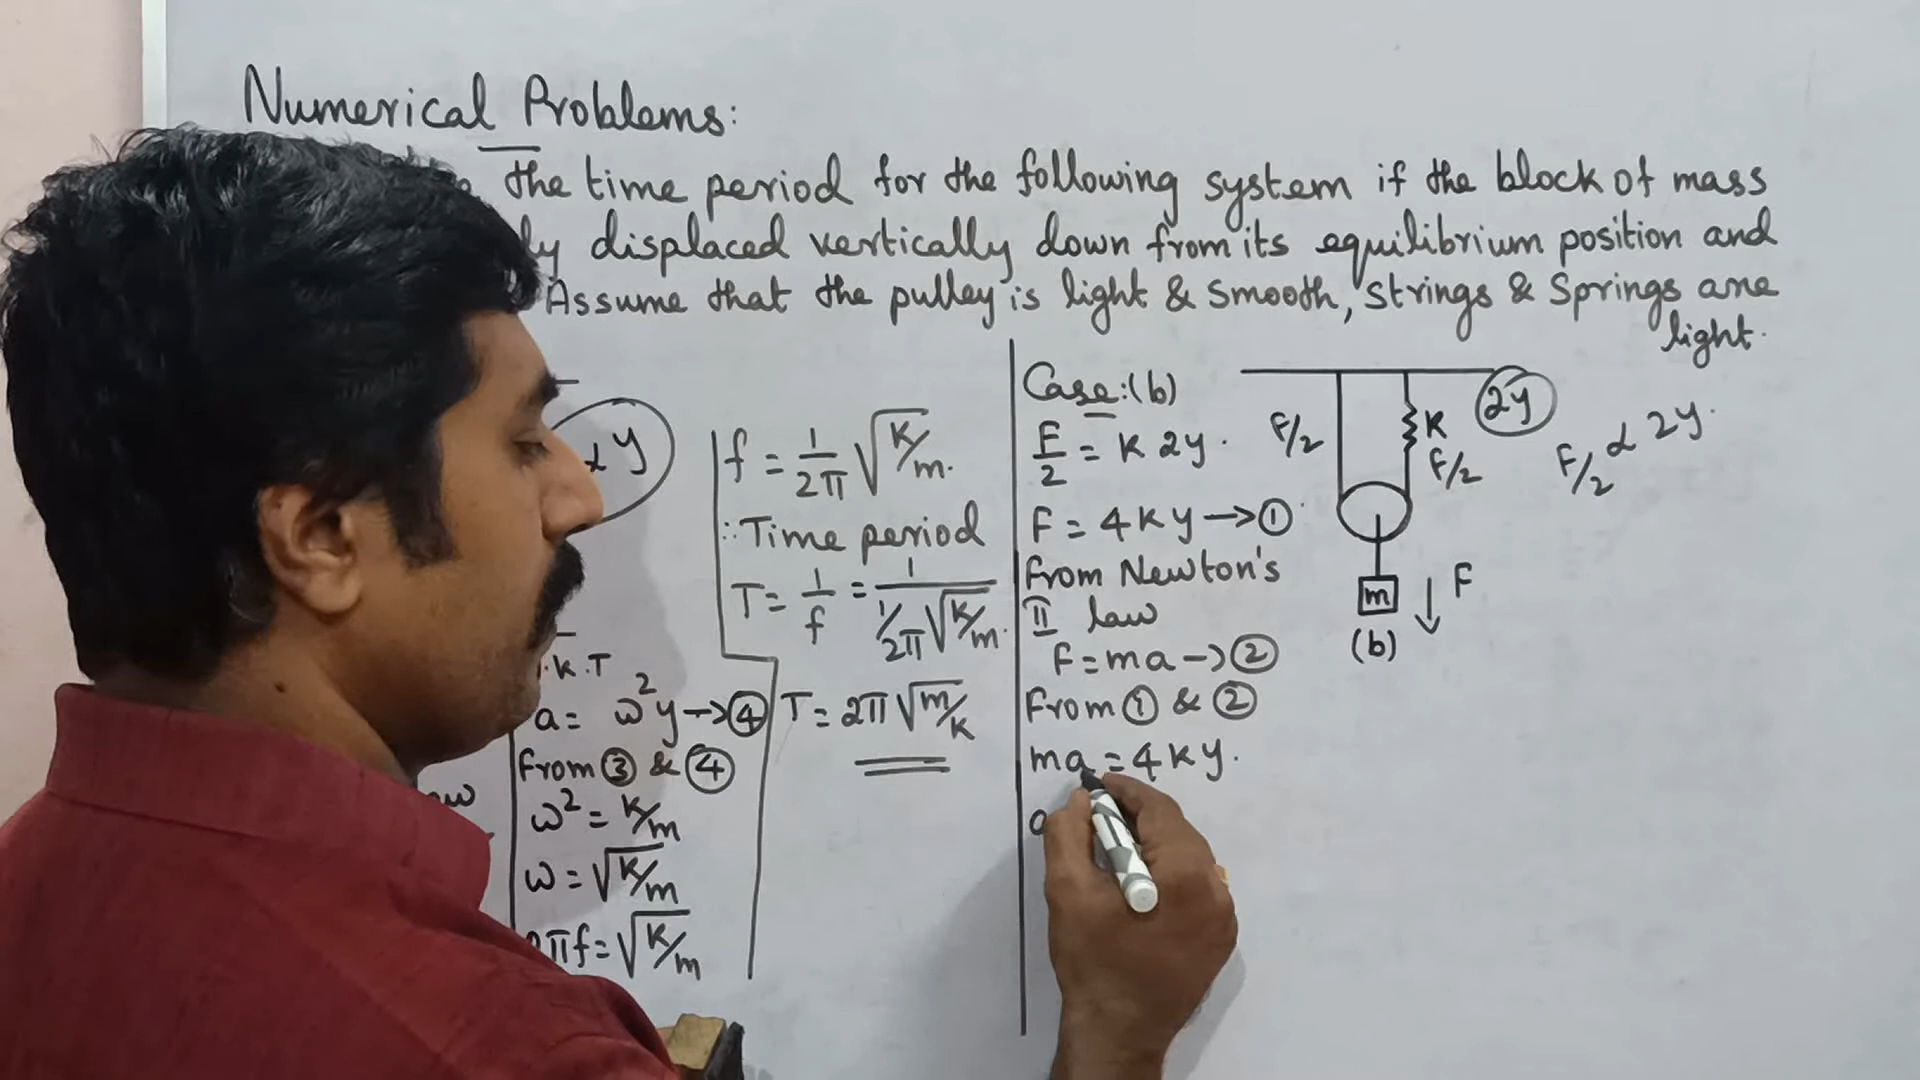 Numerical Problems:
the time period for the following system if the block of mass
ly displaced vertically down from its equilibrium position and
Assume that the pulley is light & smooth, strings & springs are
light.
α y
.K.T
a = ω²y → ④
from ③ & ④
ω² = K/m
ω = √K/m
2πf = √K/m
f = 1/2π √K/m.
∴ Time period
T = 1/f = 1/(1/2π √K/m.)
T = 2π √m/K
Case:(b)
F/2 = K 2y.
F = 4Ky → ①
from Newton's
II law
F = ma → ②
From ① & ②
ma = 4Ky.
a
F/2
K
F/2
2y
F/2 α 2y.
m
F
(b)